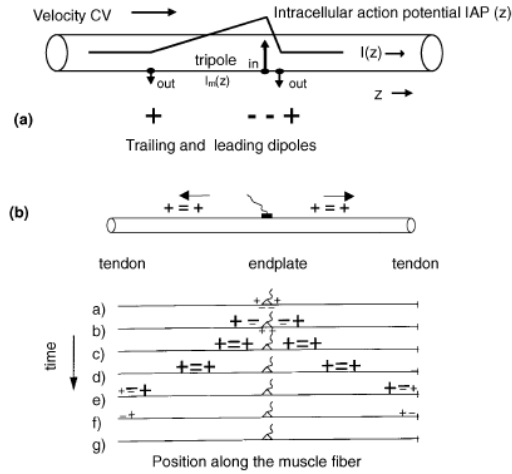 Velocity CV
Intracellular action potential IAP (z)
I(z)
tripole
in
out
Im(z)
out
z
(a)
+ - - +
Trailing and leading dipoles
(b)
+ = +
+ = +
tendon
endplate
tendon
time
a)
b)
c)
d)
e)
f)
g)
Position along the muscle fiber